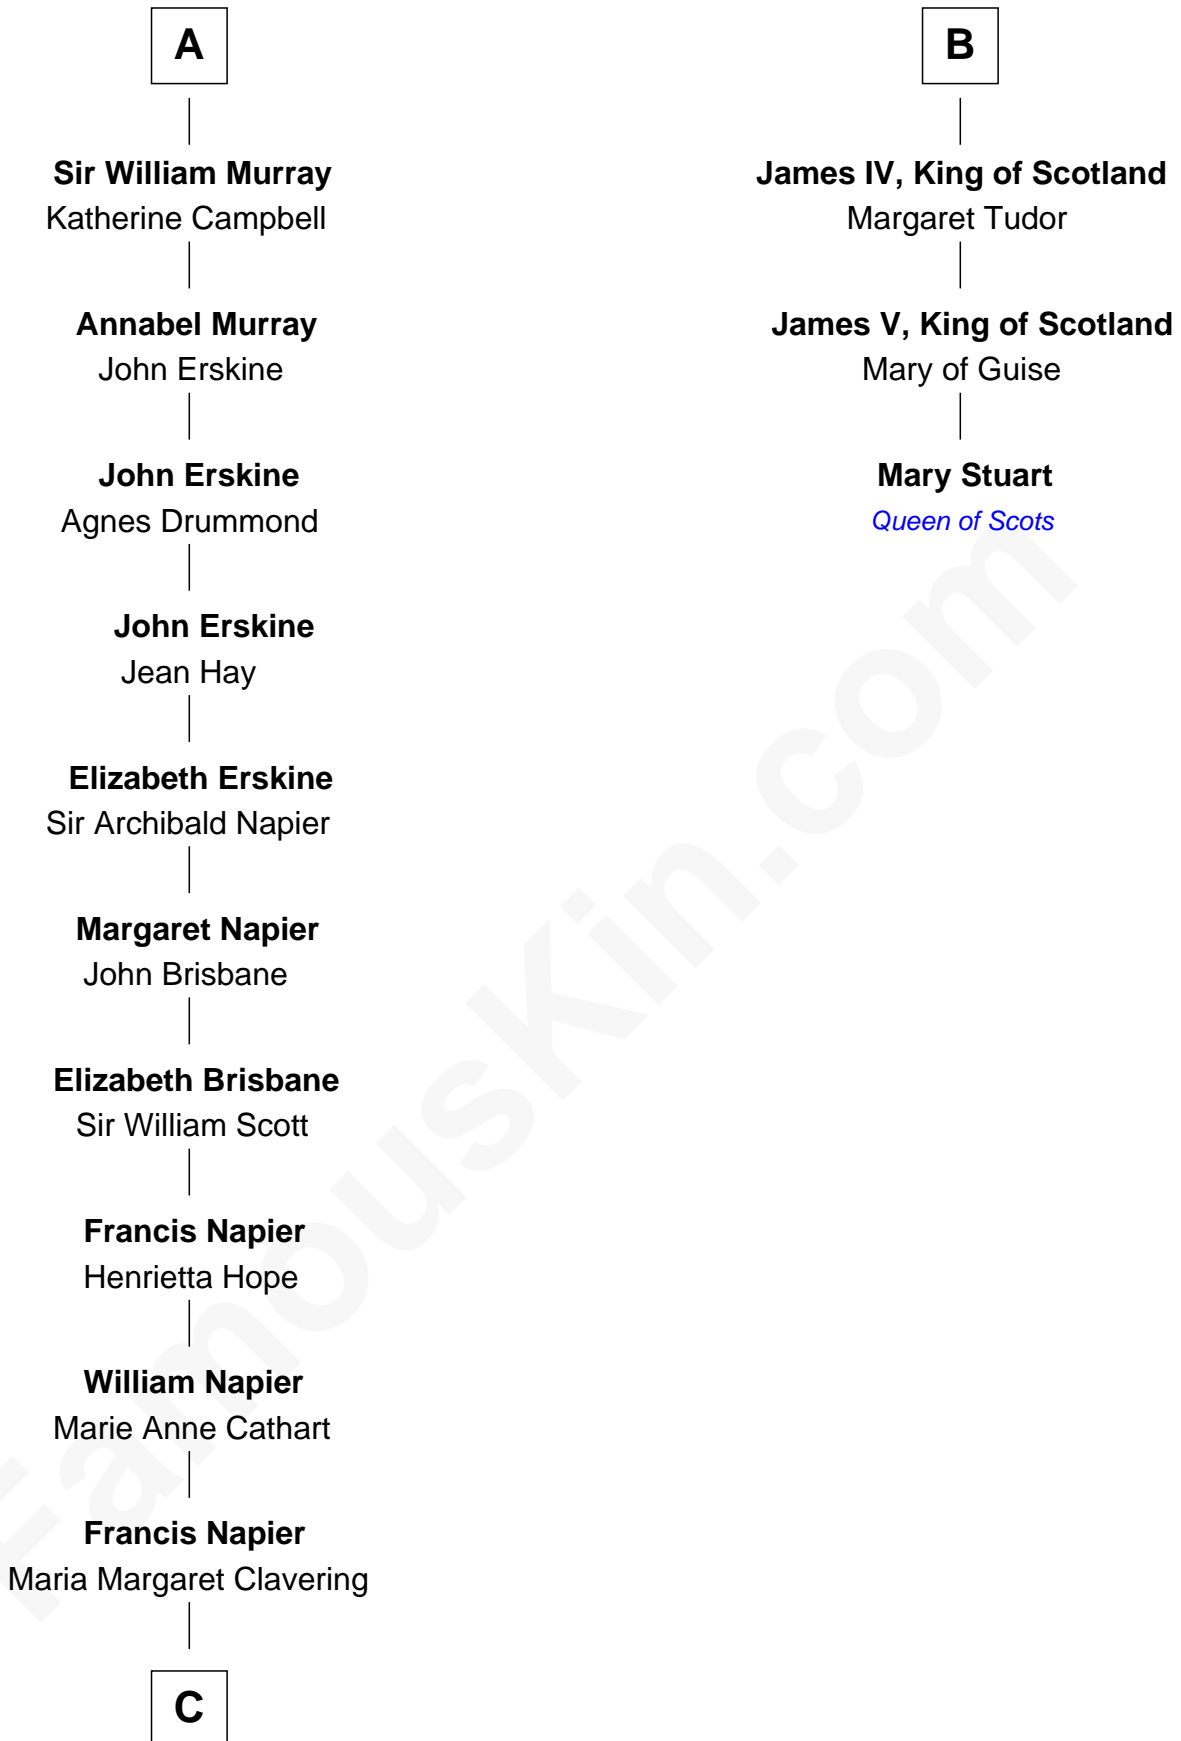 A
Sir William Murray
Katherine Campbell
Annabel Murray
John Erskine
John Erskine
Agnes Drummond
John Erskine
Jean Hay
Elizabeth Erskine
Sir Archibald Napier
Margaret Napier
John Brisbane
Elizabeth Brisbane
Sir William Scott
Francis Napier
Henrietta Hope
William Napier
Marie Anne Cathart
Francis Napier
Maria Margaret Clavering
C
B
James IV, King of Scotland
Margaret Tudor
James V, King of Scotland
Mary of Guise
Mary Stuart
Queen of Scots
FamousKin.com